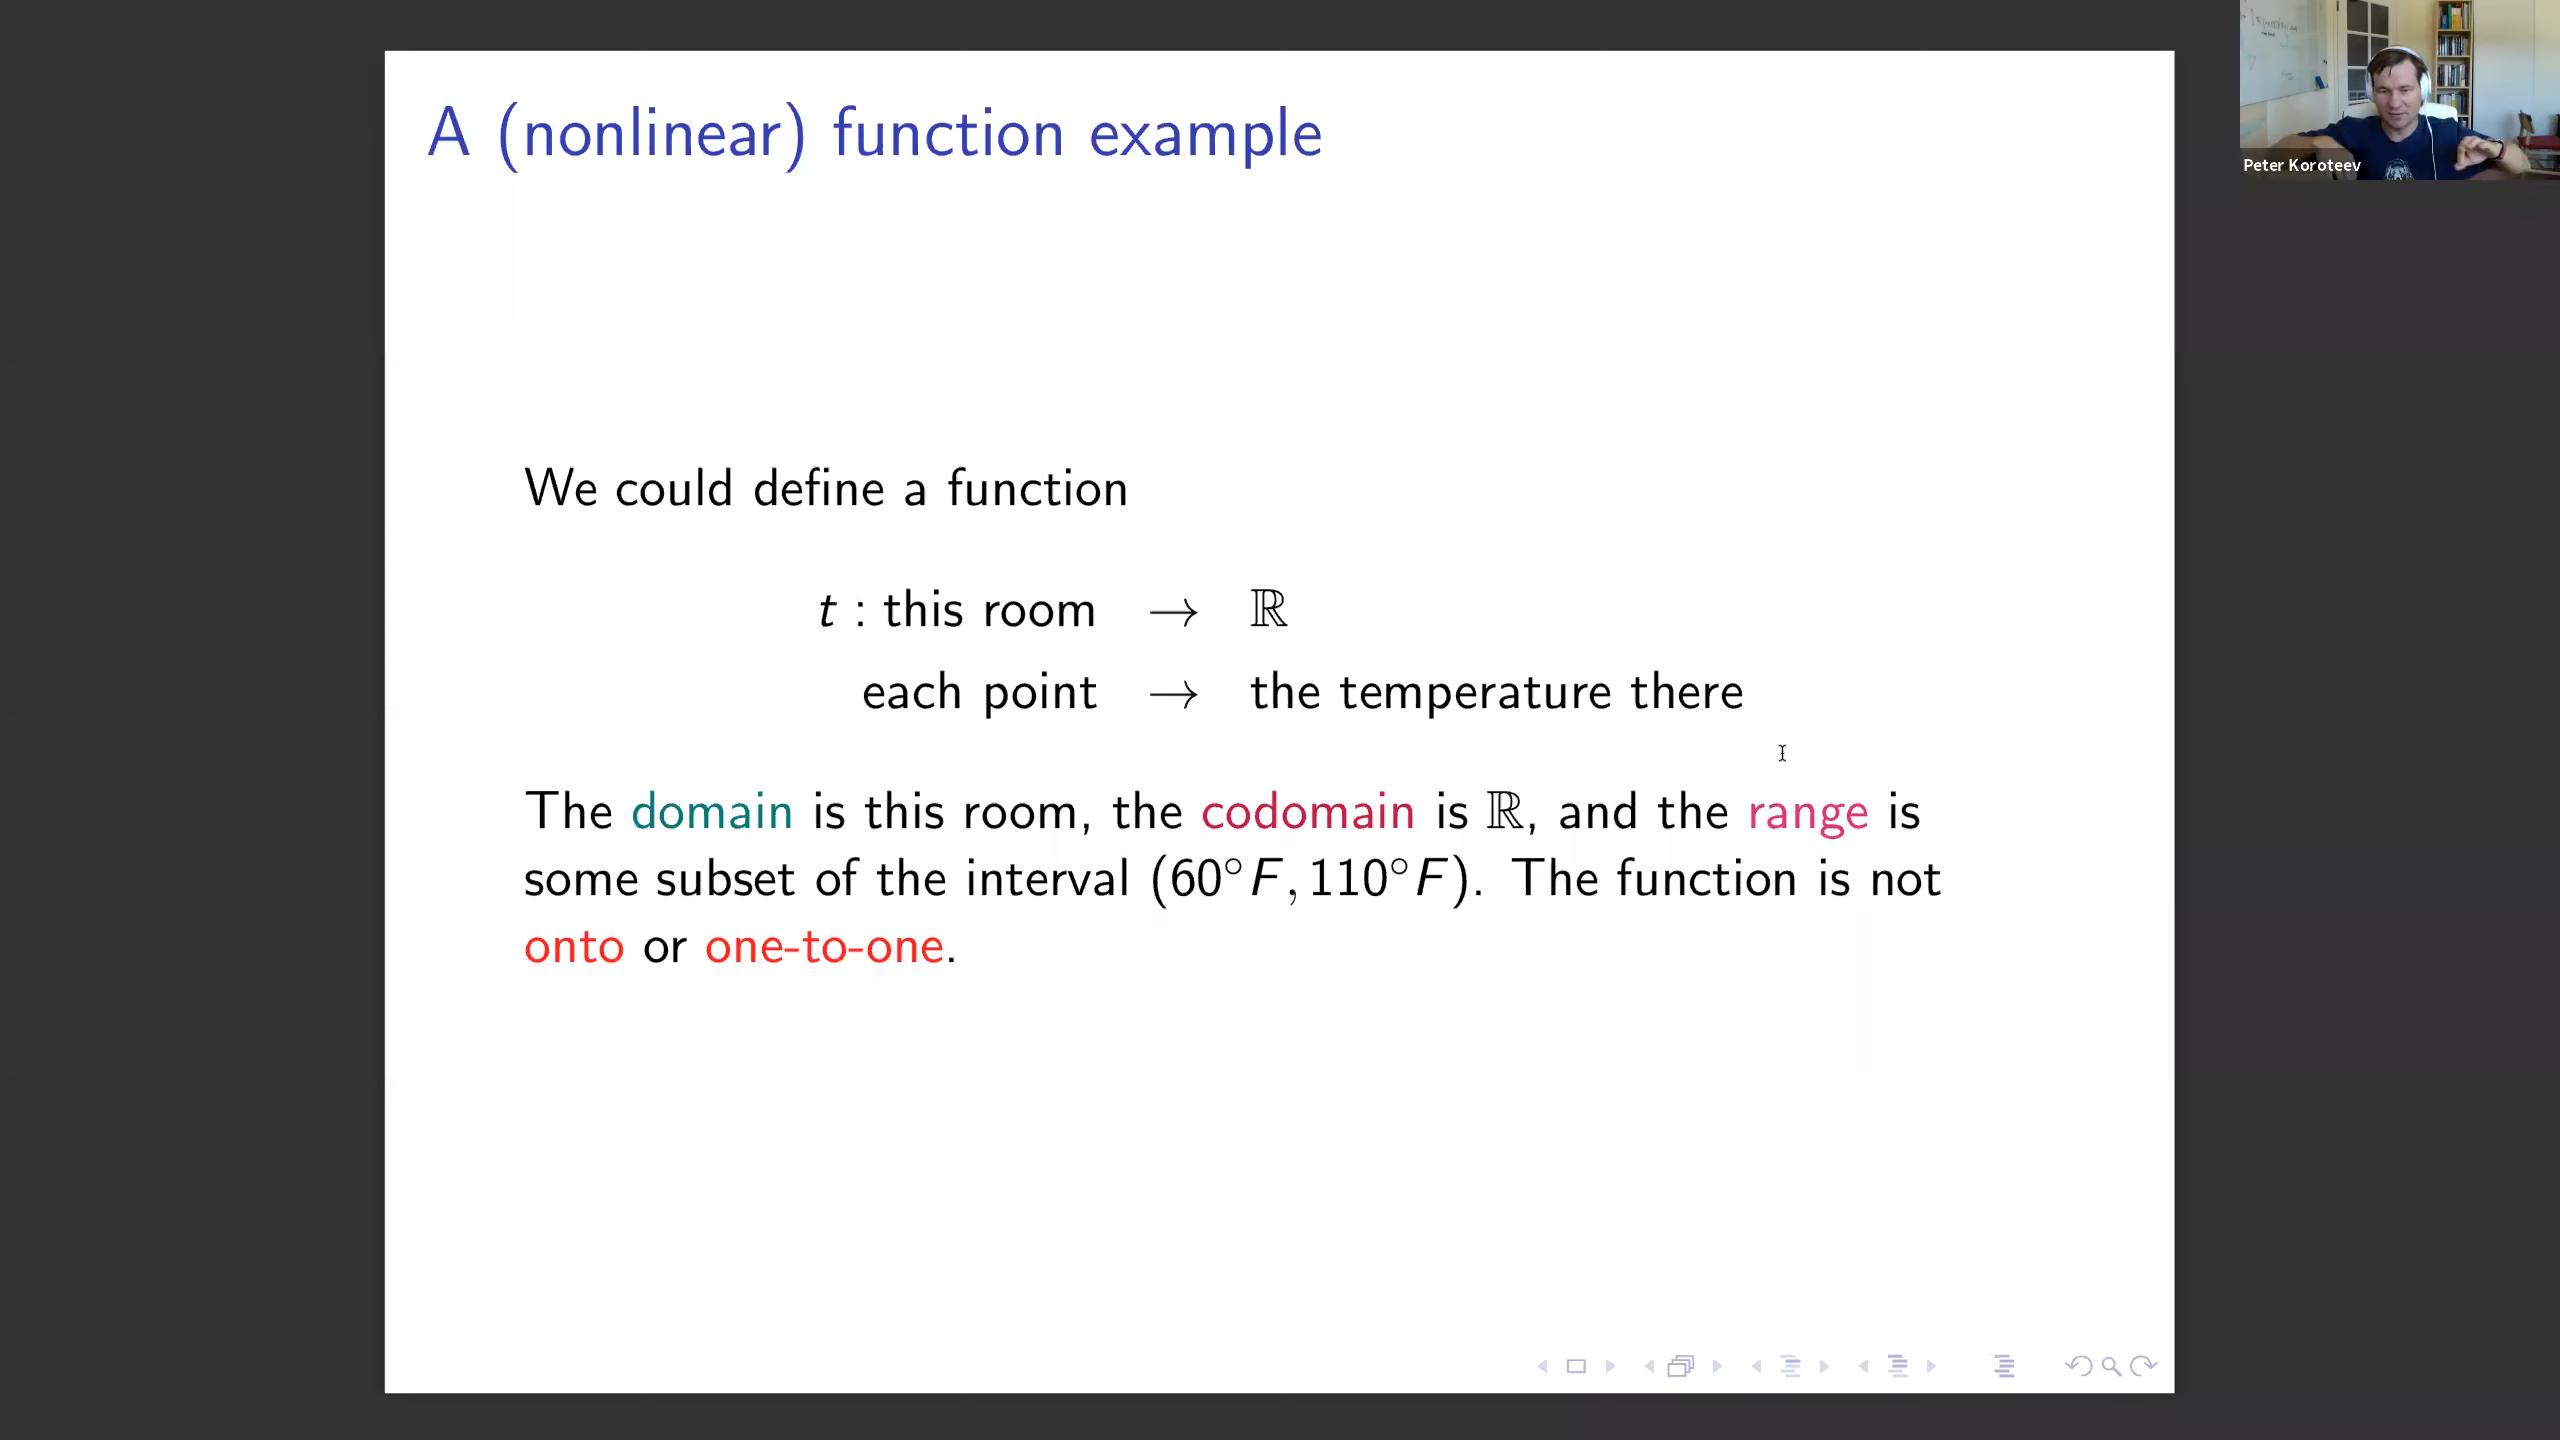 A (nonlinear) function example
We could define a function
t : this room → ℝ
each point → the temperature there
The domain is this room, the codomain is ℝ, and the range is
some subset of the interval (60°F, 110°F). The function is not
onto or one-to-one.
Peter Koroteev